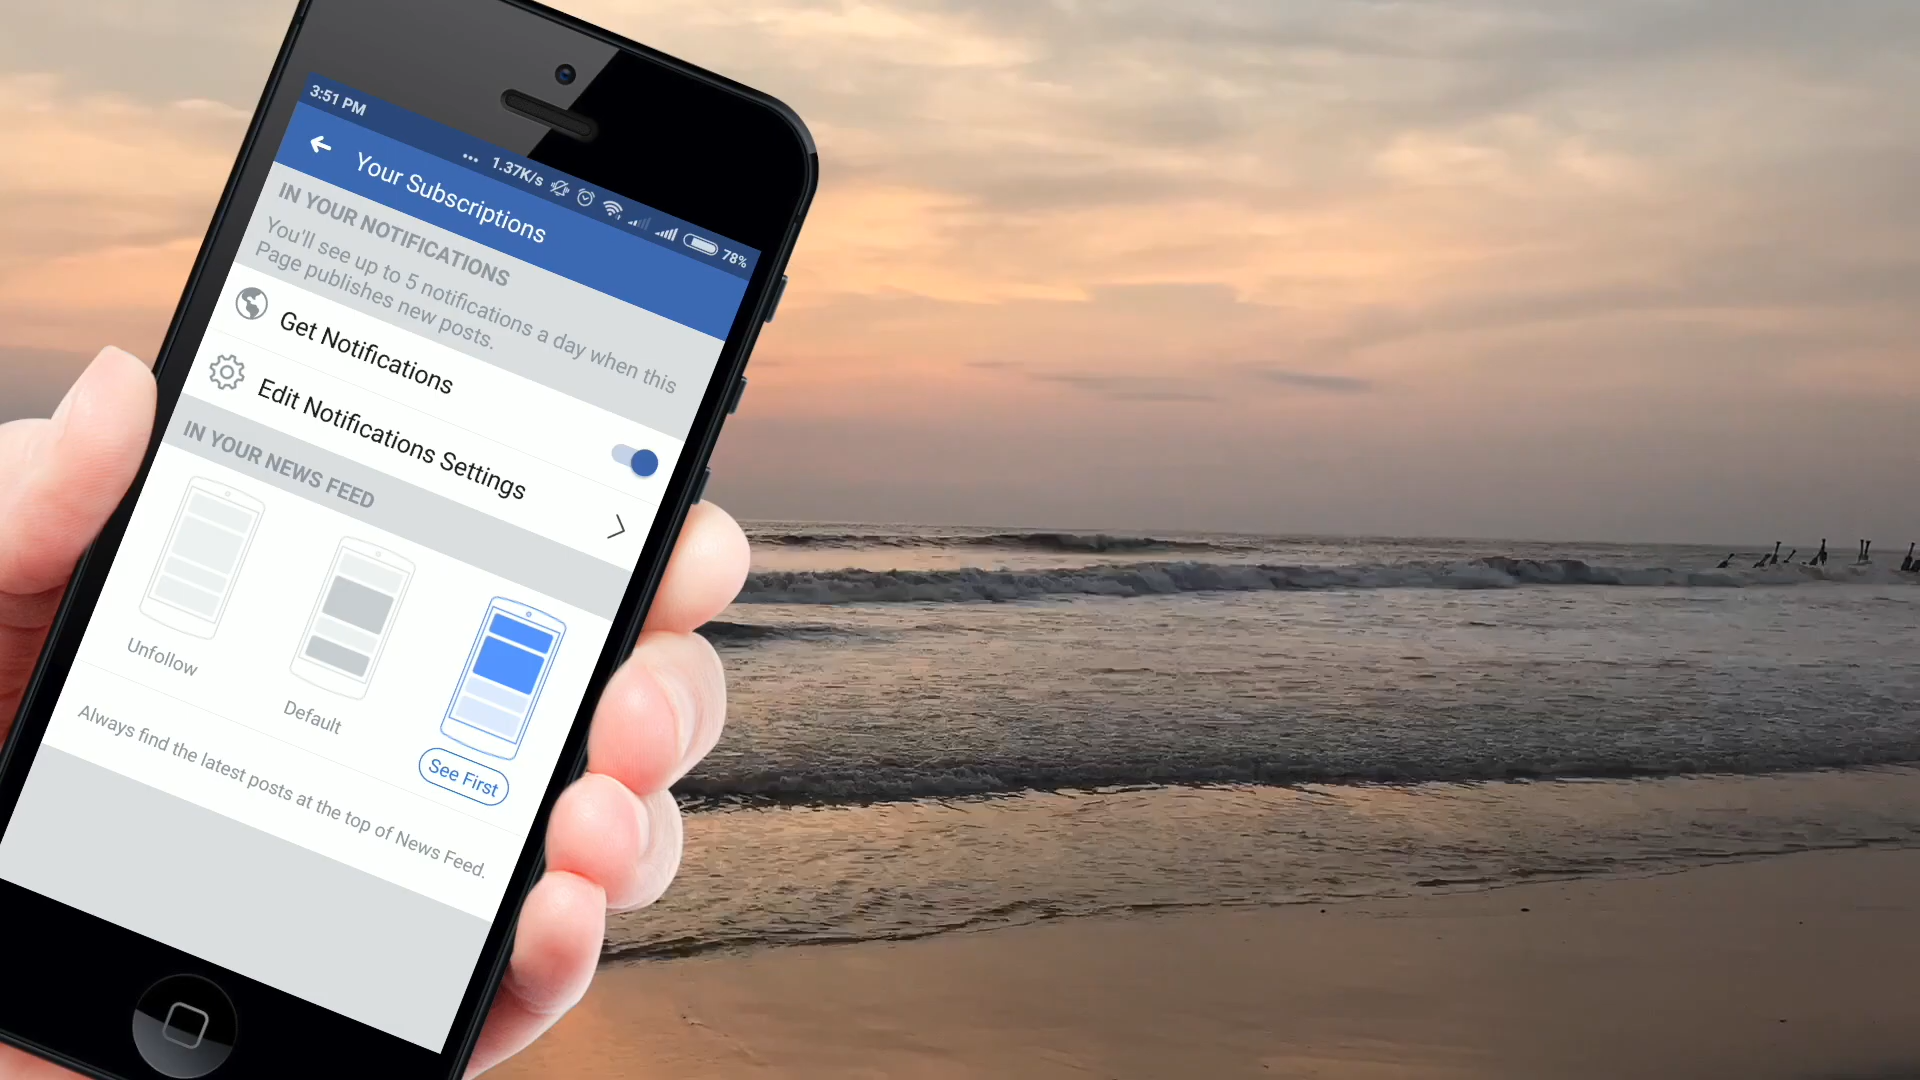 3:51 PM
... 1.37K/s
78%
Your Subscriptions
IN YOUR NOTIFICATIONS
You'll see up to 5 notifications a day when this
Page publishes new posts.
Get Notifications
Edit Notifications Settings
IN YOUR NEWS FEED
Unfollow
Default
See First
Always find the latest posts at the top of News Feed.